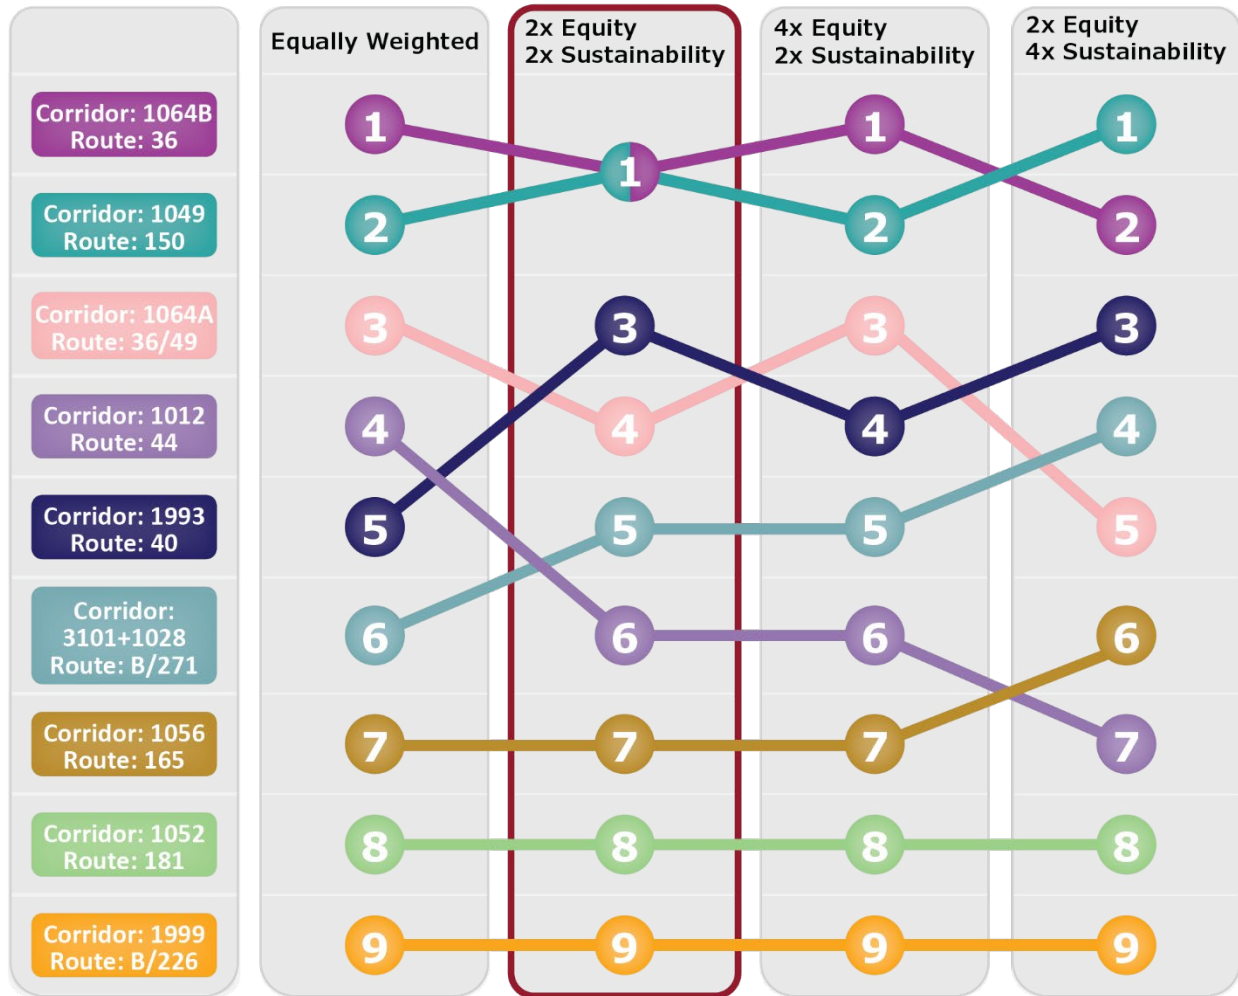 Equally Weighted
2x Equity
2x Sustainability
4x Equity
2x Sustainability
2x Equity
4x Sustainability
Corridor: 1064B
Route: 36
1
1
1
1
Corridor: 1049
Route: 150
2
2
2
Corridor: 1064A
Route: 36/49
3
3
3
3
Corridor: 1012
Route: 44
4
4
4
4
Corridor: 1993
Route: 40
5
5
5
5
Corridor:
3101+1028
Route: B/271
6
6
6
6
Corridor: 1056
Route: 165
7
7
7
7
Corridor: 1052
Route: 181
8
8
8
8
Corridor: 1999
Route: B/226
9
9
9
9